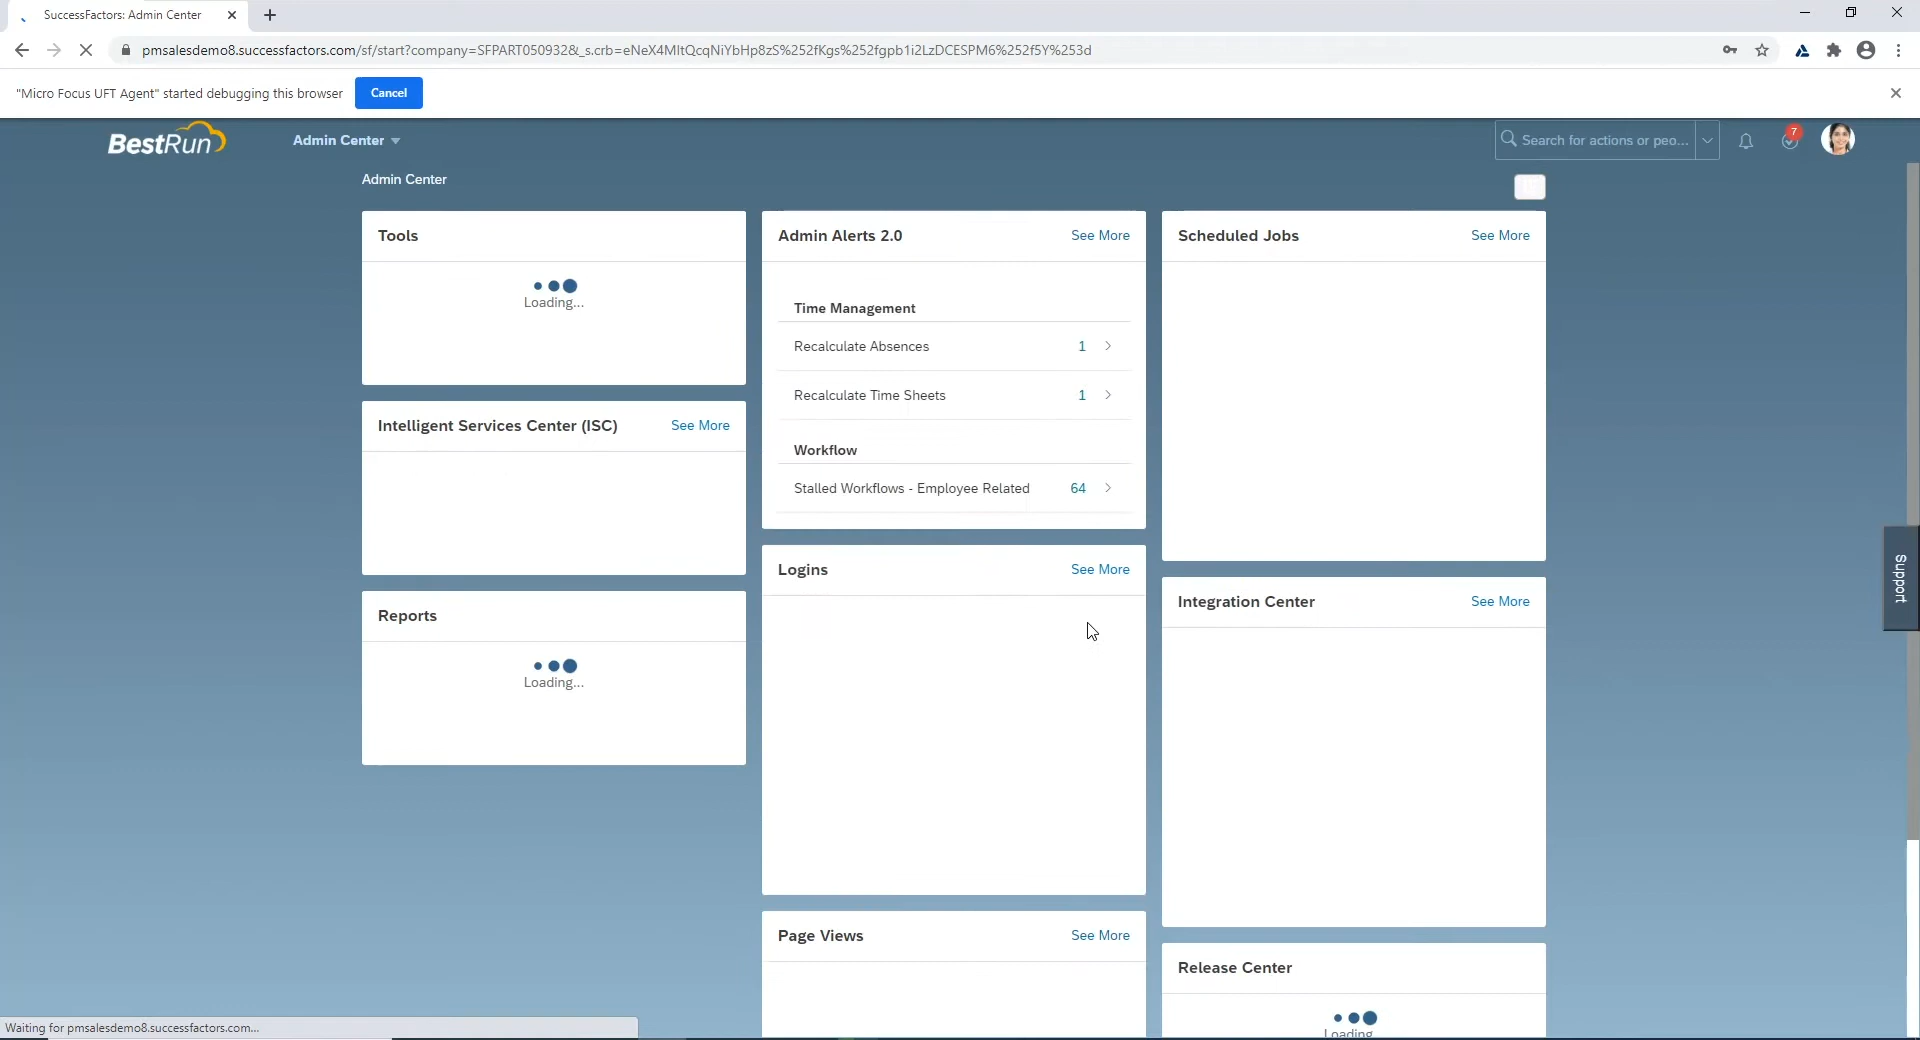 SuccessFactors: Admin Center
pmsalesdemo8.successfactors.com/sf/start?company=SFPART050932&_s.crb=eNeX4MItQcqNiYbHp8zS%252fKgs%252fgpb1i2LzDCESPM6%252f5Y%253d
"Micro Focus UFT Agent" started debugging this browser
Cancel
BestRun
Admin Center
Search for actions or peo...
7
Admin Center
Tools
Loading...
Intelligent Services Center (ISC)
See More
Reports
Loading...
Admin Alerts 2.0
See More
Time Management
Recalculate Absences 1
Recalculate Time Sheets 1
Workflow
Stalled Workflows - Employee Related 64
Logins
See More
Page Views
See More
Scheduled Jobs
See More
Integration Center
See More
Release Center
Loading
Support
Waiting for pmsalesdemo8.successfactors.com...